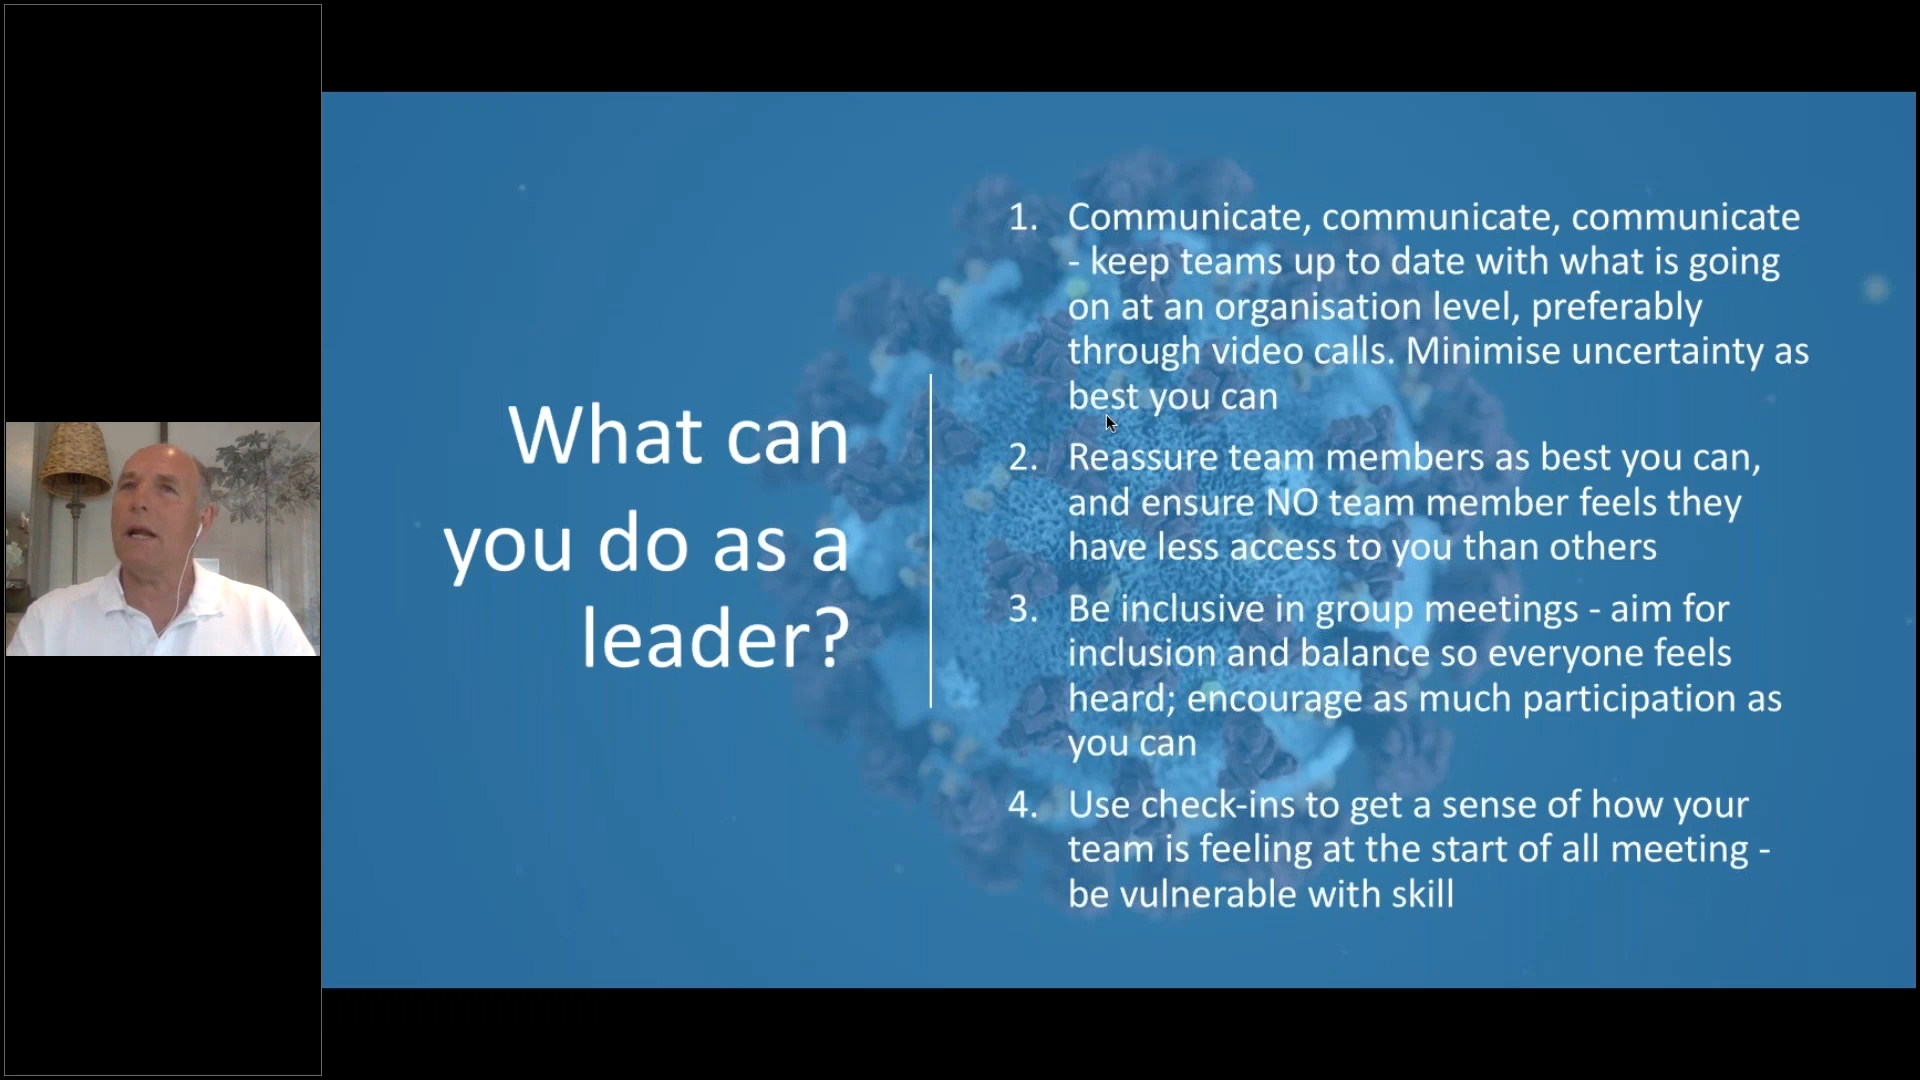 What can
you do as a
leader?
1. Communicate, communicate, communicate
- keep teams up to date with what is going
on at an organisation level, preferably
through video calls. Minimise uncertainty as
best you can
2. Reassure team members as best you can,
and ensure NO team member feels they
have less access to you than others
3. Be inclusive in group meetings - aim for
inclusion and balance so everyone feels
heard; encourage as much participation as
you can
4. Use check-ins to get a sense of how your
team is feeling at the start of all meeting -
be vulnerable with skill